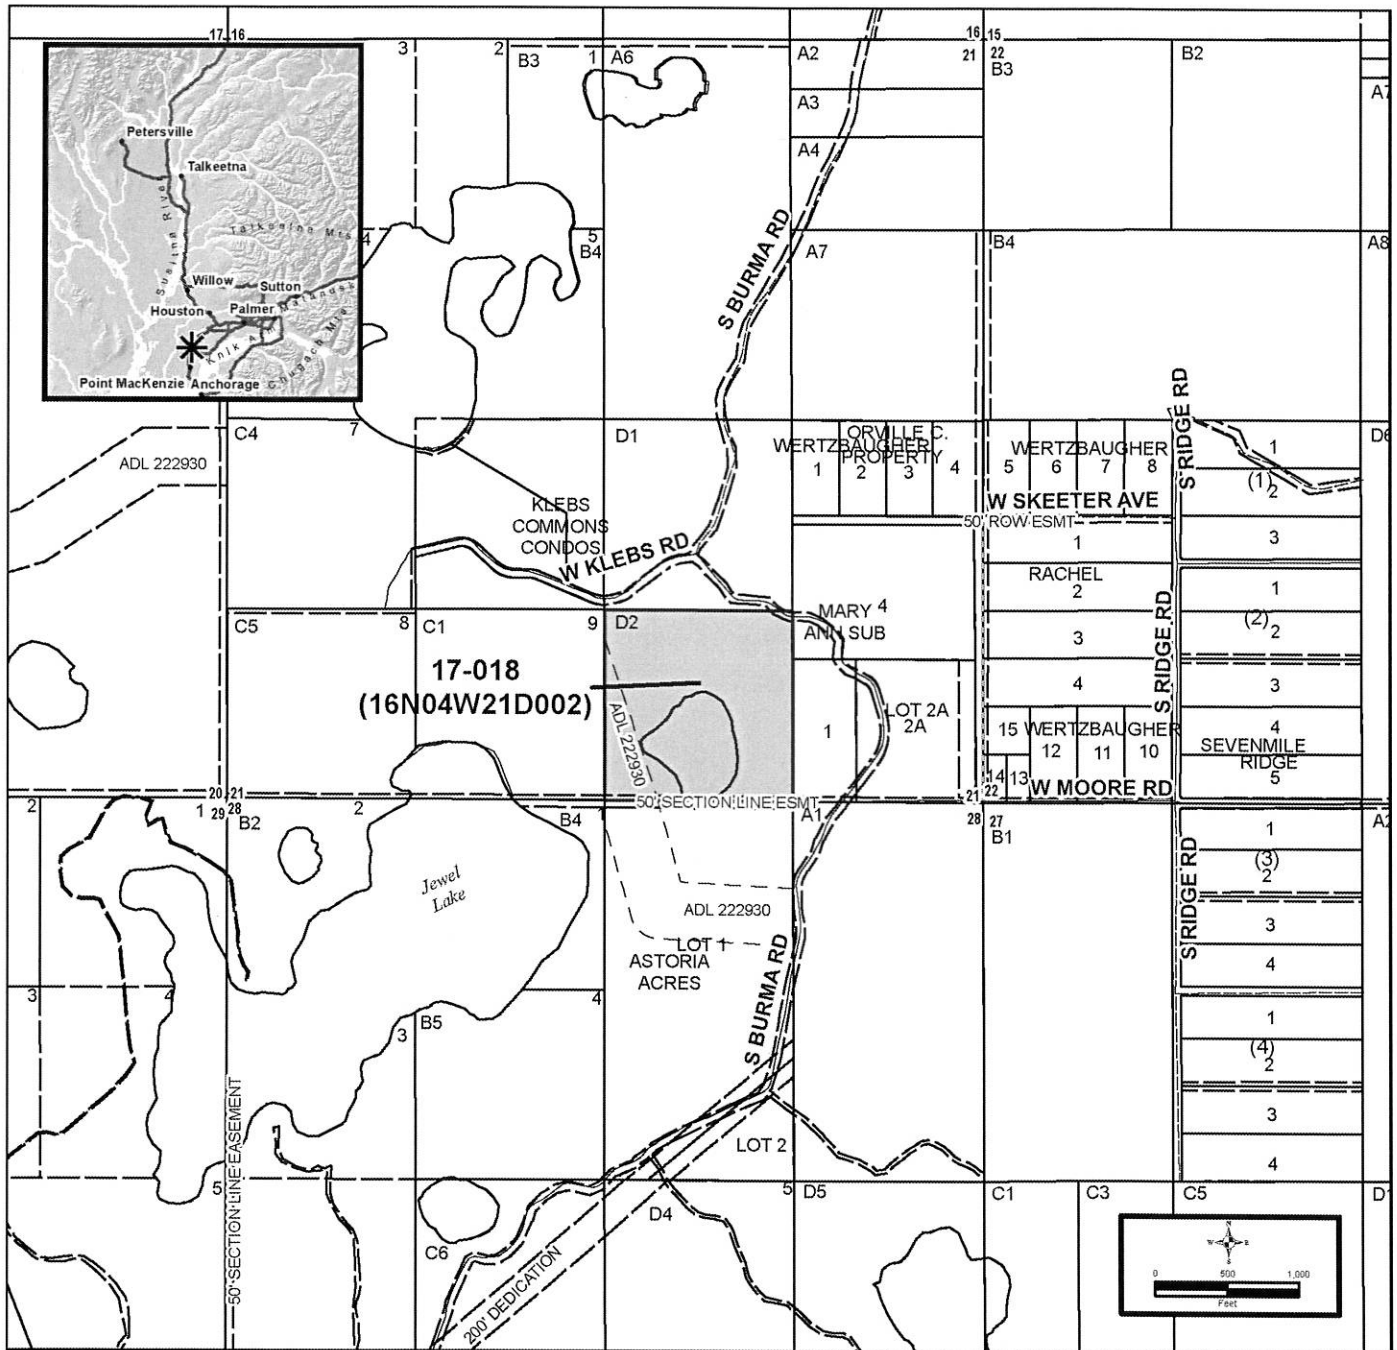 17 16
3
2
B3
1
A6
A2
16 15
21 22
B3
B2
A7
A3
A4
Petersville
Talkeetna
Susitna River
Talkeetna Mts
Willow
Sutton
Houston
Palmer
Matanusk
Knik Arm
Chugach Mts
Point MacKenzie
Anchorage
4
5
B4
S BURMA RD
A7
B4
A8
C4
7
D1
ADL 222930
WERTZBAUGHER
1
ORVILLE C.
PROPERTY
2
3
4
WERTZBAUGHER
5
6
7
8
S RIDGE RD
1
(1)
2
3
D6
KLEBS
COMMONS
CONDOS
W SKEETER AVE
50' ROW ESMT
W KLEBS RD
1
RACHEL
2
3
4
1
(2)
2
3
4
SEVENMILE
RIDGE
5
C5
8
C1
9
D2
MARY 4
ANN SUB
17-018
(16N04W21D002)
ADL 222930
1
LOT 2A
2A
S RIDGE RD
15
WERTZBAUGHER
12
11
10
14
13
W MOORE RD
50' SECTION LINE ESMT
20 21
29 28
21 22
28 27
2
1
B2
2
B4
1
A1
B1
A2
Jewel
Lake
ADL 222930
LOT 1
ASTORIA
ACRES
S BURMA RD
S RIDGE RD
1
(3)
2
3
4
1
(4)
2
3
4
3
4
3
B5
4
50' SECTION LINE EASEMENT
LOT 2
5
C6
D4
5
D5
C1
C3
C5
D1
200' DEDICATION
N
W E
S
0 500 1,000
Feet